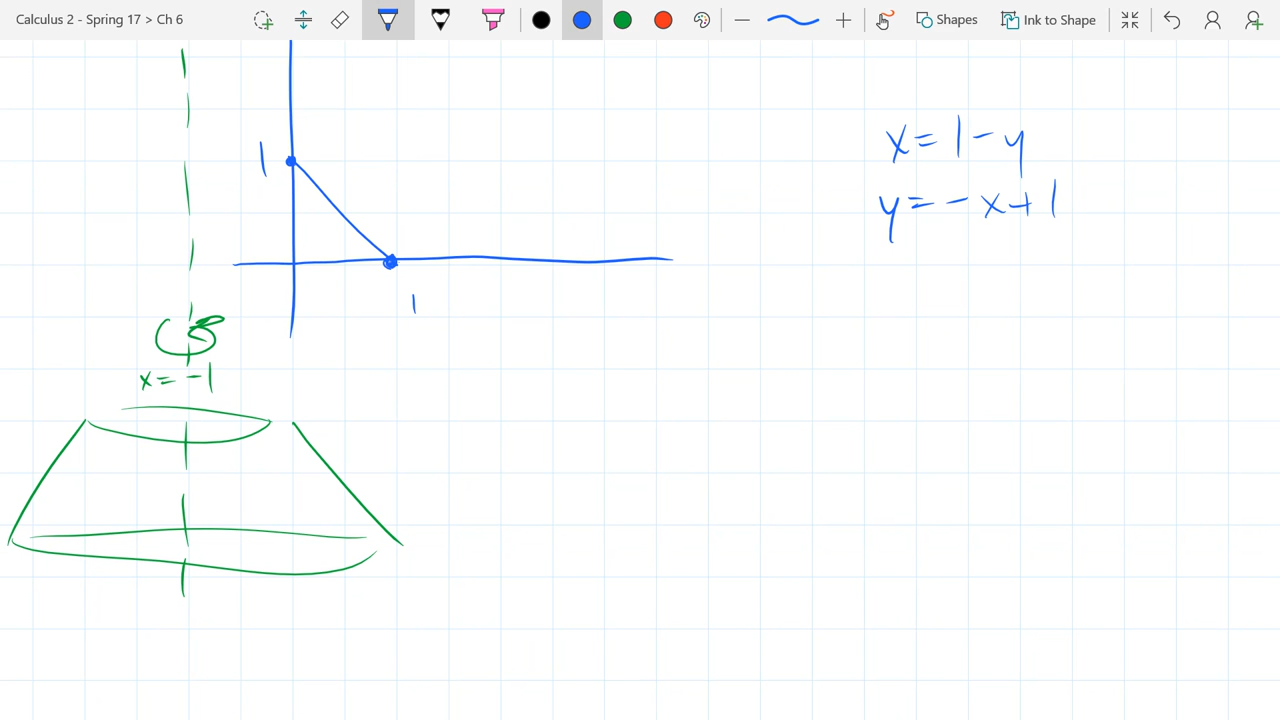 Calculus 2 - Spring 17 > Ch 6
Shapes
Ink to Shape
1
1
x = 1 - y
y = - x + 1
x = -1